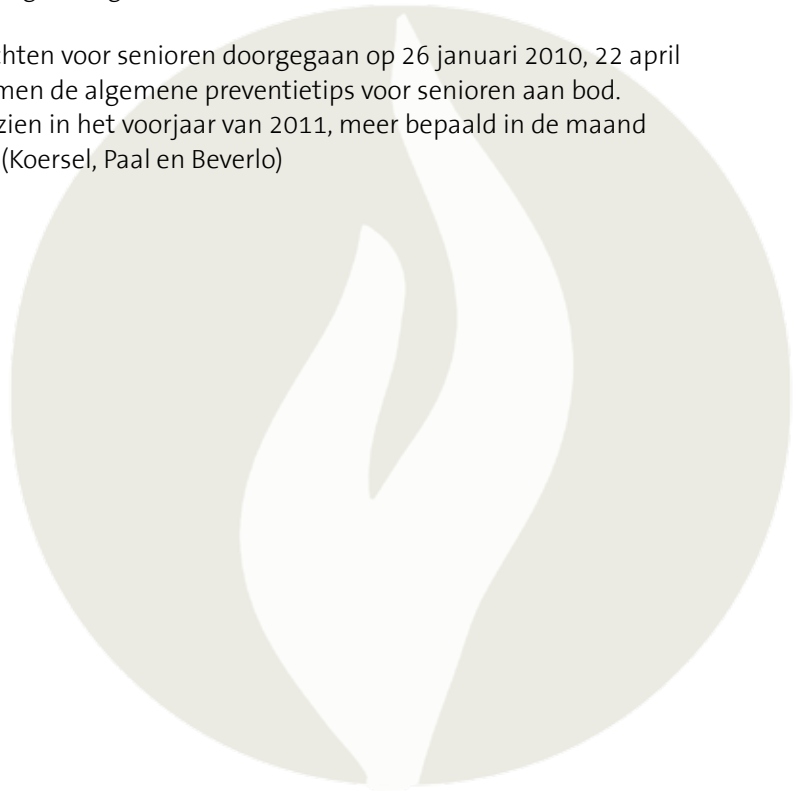 chten voor senioren doorgegaan op 26 januari 2010, 22 april
men de algemene preventietips voor senioren aan bod.
zien in het voorjaar van 2011, meer bepaald in de maand
(Koersel, Paal en Beverlo)